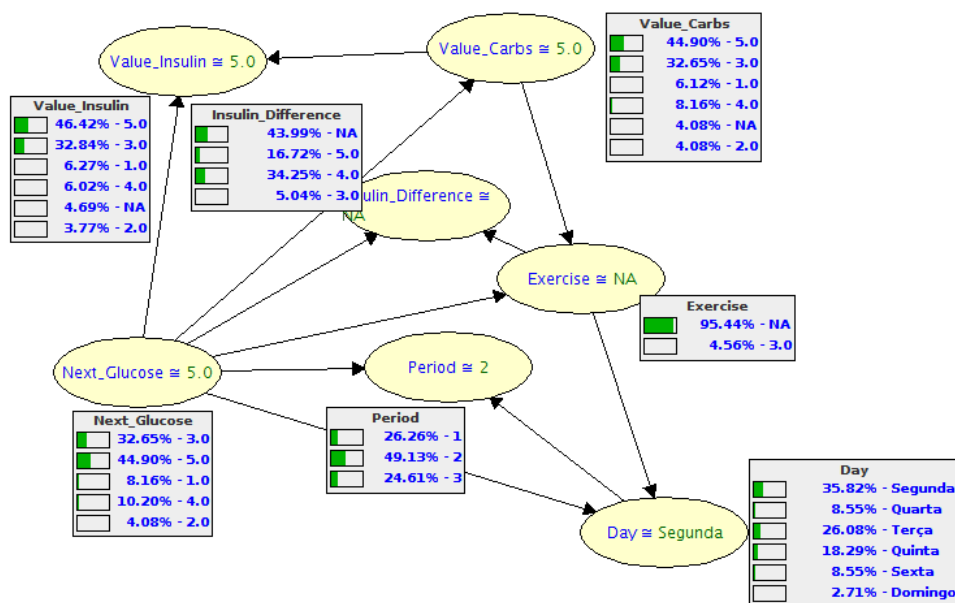 Value_Insulin ≅ 5.0
Value_Carbs ≅ 5.0
Value_Carbs
44.90% - 5.0
32.65% - 3.0
6.12% - 1.0
8.16% - 4.0
4.08% - NA
4.08% - 2.0
Value_Insulin
46.42% - 5.0
32.84% - 3.0
6.27% - 1.0
6.02% - 4.0
4.69% - NA
3.77% - 2.0
Insulin_Difference
43.99% - NA
16.72% - 5.0
34.25% - 4.0
5.04% - 3.0
ulin_Difference ≅
NA
Exercise ≅ NA
Exercise
95.44% - NA
4.56% - 3.0
Next_Glucose ≅ 5.0
Period ≅ 2
Next_Glucose
32.65% - 3.0
44.90% - 5.0
8.16% - 1.0
10.20% - 4.0
4.08% - 2.0
Period
26.26% - 1
49.13% - 2
24.61% - 3
Day ≅ Segunda
Day
35.82% - Segunda
8.55% - Quarta
26.08% - Terça
18.29% - Quinta
8.55% - Sexta
2.71% - Domingo